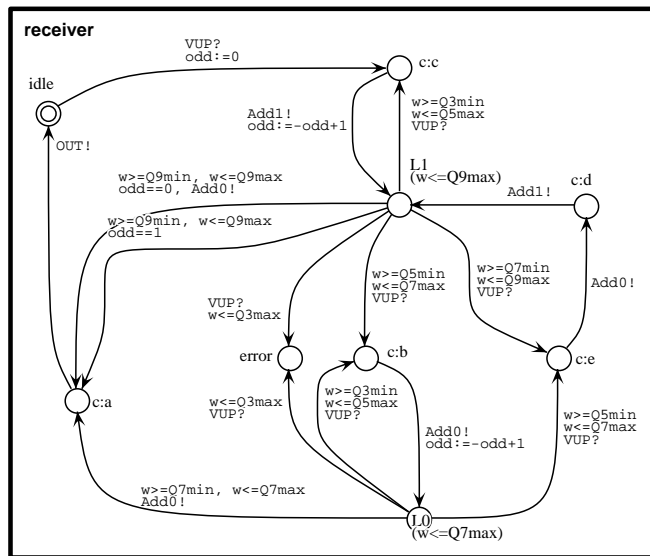 receiver
VUP?
odd:=0
c:c
idle
Add1!
odd:=-odd+1
w>=Q3min
w<=Q5max
VUP?
OUT!
L1
(w<=Q9max)
w>=Q9min, w<=Q9max
odd==0, Add0!
c:d
Add1!
w>=Q9min, w<=Q9max
odd==1
w>=Q5min
w<=Q7max
VUP?
w>=Q7min
w<=Q9max
VUP?
Add0!
VUP?
w<=Q3max
error
c:b
c:e
c:a
w<=Q3max
VUP?
w>=Q3min
w<=Q5max
VUP?
Add0!
odd:=-odd+1
w>=Q5min
w<=Q7max
VUP?
w>=Q7min, w<=Q7max
Add0!
L0
(w<=Q7max)